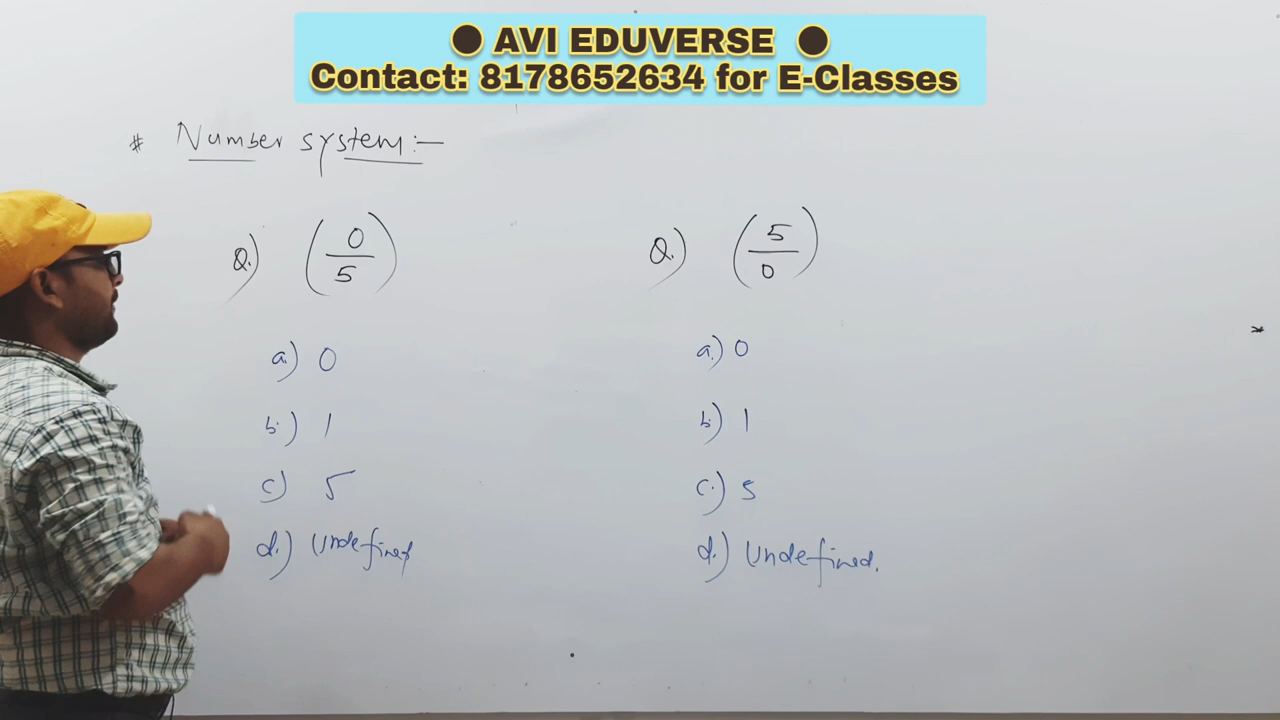 ● AVI EDUVERSE ●
Contact: 8178652634 for E-Classes
# Number system:-
Q.) (0/5)
a.) 0
b.) 1
c) 5
d.) Undefined
Q.) (5/0)
a.) 0
b.) 1
c.) 5
d.) Undefined.